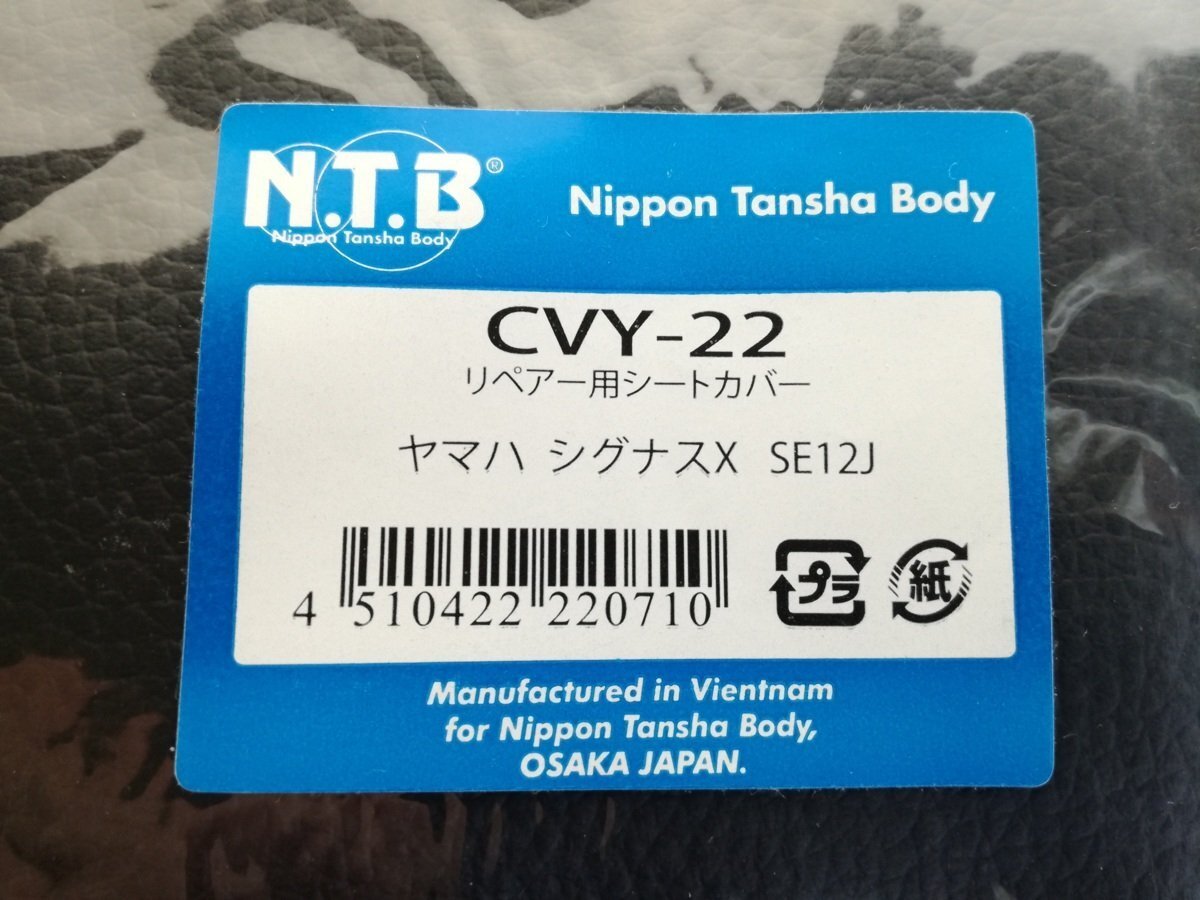 N.T.B®
Nippon Tansha Body
Nippon Tansha Body
CVY-22
リペアー用シートカバー
ヤマハ シグナスX SE12J
4 510422 220710
プラ
紙
Manufactured in Vientnam
for Nippon Tansha Body,
OSAKA JAPAN.